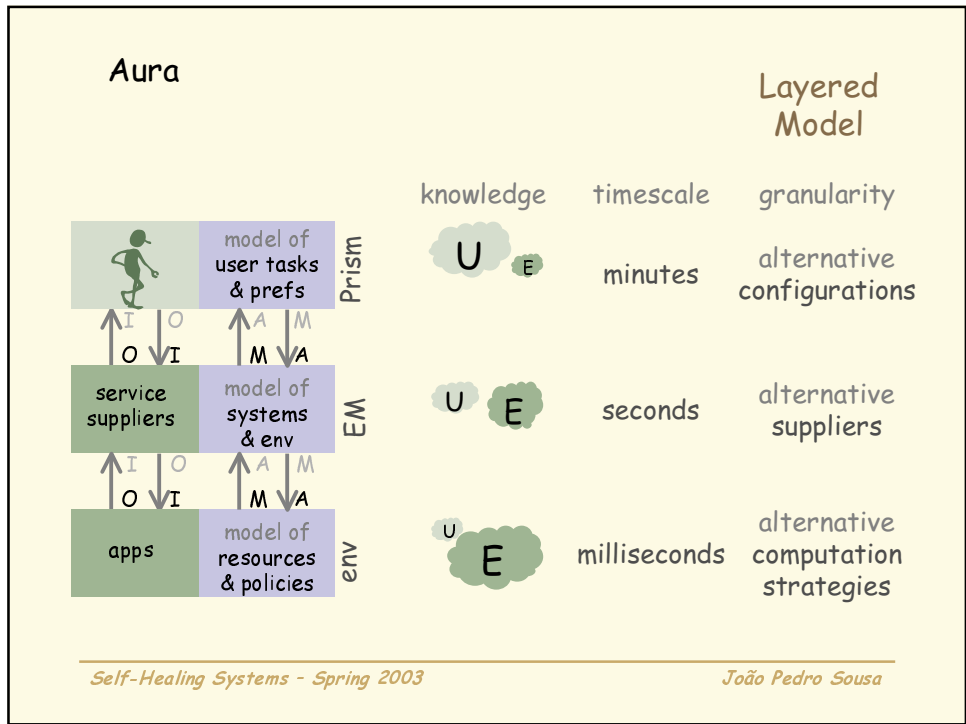 Aura
Layered
Model
knowledge timescale granularity
model of
user tasks
& prefs
Prism
U E
minutes
alternative
configurations
I O A M
O I M A
service
suppliers
model of
systems
& env
EM
U E
seconds
alternative
suppliers
I O A M
O I M A
apps
model of
resources
& policies
env
U E
milliseconds
alternative
computation
strategies
Self-Healing Systems – Spring 2003 João Pedro Sousa